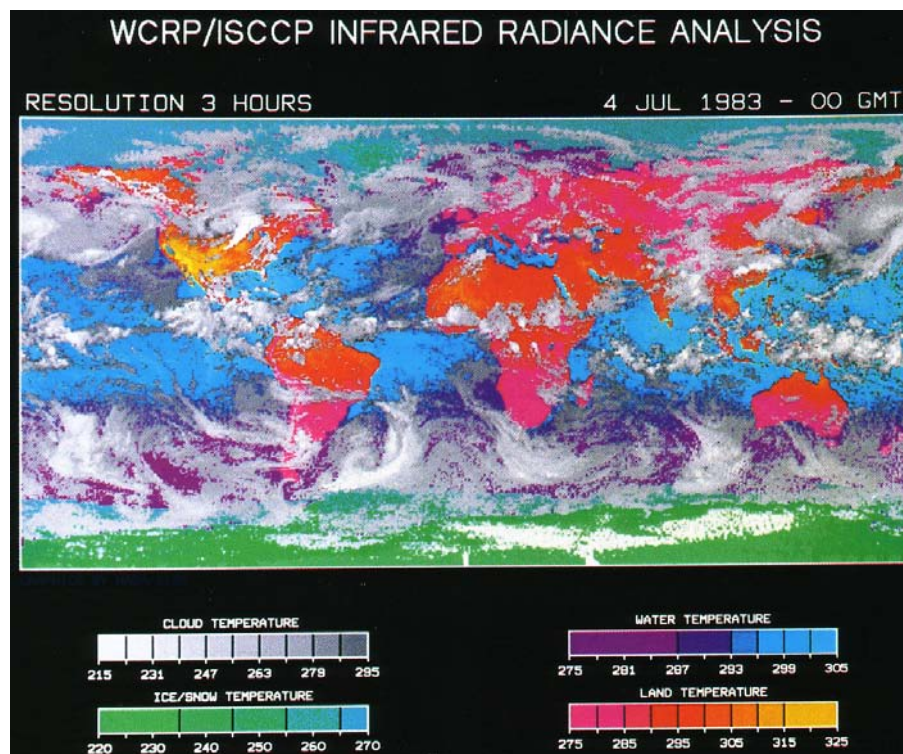 WCRP/ISCCP INFRARED RADIANCE ANALYSIS
RESOLUTION 3 HOURS 4 JUL 1983 - 00 GMT
CLOUD TEMPERATURE
215 231 247 263 279 295
WATER TEMPERATURE
275 281 287 293 299 305
ICE/SNOW TEMPERATURE
220 230 240 250 260 270
LAND TEMPERATURE
275 285 295 305 315 325